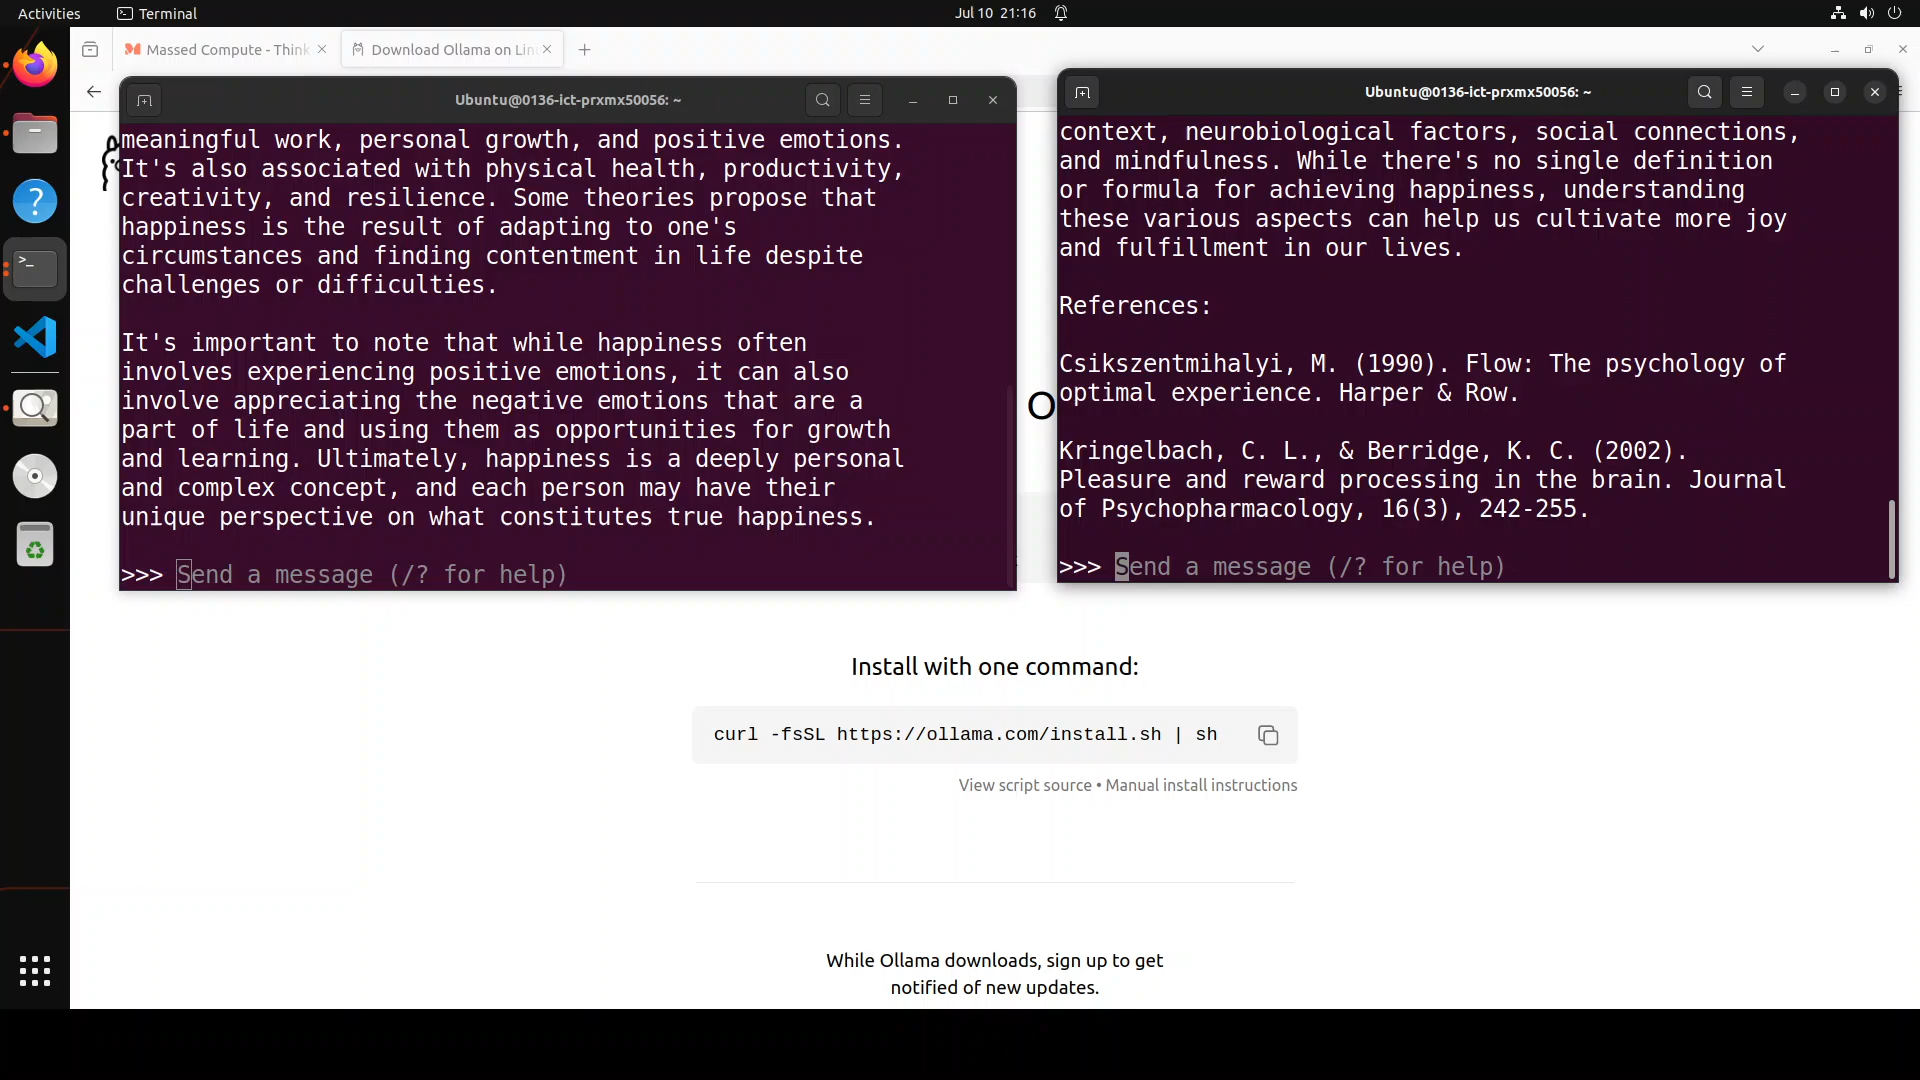 Activities
Terminal
Jul 10 21:16
Massed Compute - Think
Download Ollama on Lin
Ubuntu@0136-ict-prxmx50056: ~
meaningful work, personal growth, and positive emotions.
It's also associated with physical health, productivity,
creativity, and resilience. Some theories propose that
happiness is the result of adapting to one's
circumstances and finding contentment in life despite
challenges or difficulties.
It's important to note that while happiness often
involves experiencing positive emotions, it can also
involve appreciating the negative emotions that are a
part of life and using them as opportunities for growth
and learning. Ultimately, happiness is a deeply personal
and complex concept, and each person may have their
unique perspective on what constitutes true happiness.
>>> Send a message (/? for help)
O
Ubuntu@0136-ict-prxmx50056: ~
context, neurobiological factors, social connections,
and mindfulness. While there's no single definition
or formula for achieving happiness, understanding
these various aspects can help us cultivate more joy
and fulfillment in our lives.
References:
Csikszentmihalyi, M. (1990). Flow: The psychology of
optimal experience. Harper & Row.
Kringelbach, C. L., & Berridge, K. C. (2002).
Pleasure and reward processing in the brain. Journal
of Psychopharmacology, 16(3), 242-255.
>>> Send a message (/? for help)
Install with one command:
curl -fsSL https://ollama.com/install.sh | sh
View script source • Manual install instructions
While Ollama downloads, sign up to get
notified of new updates.